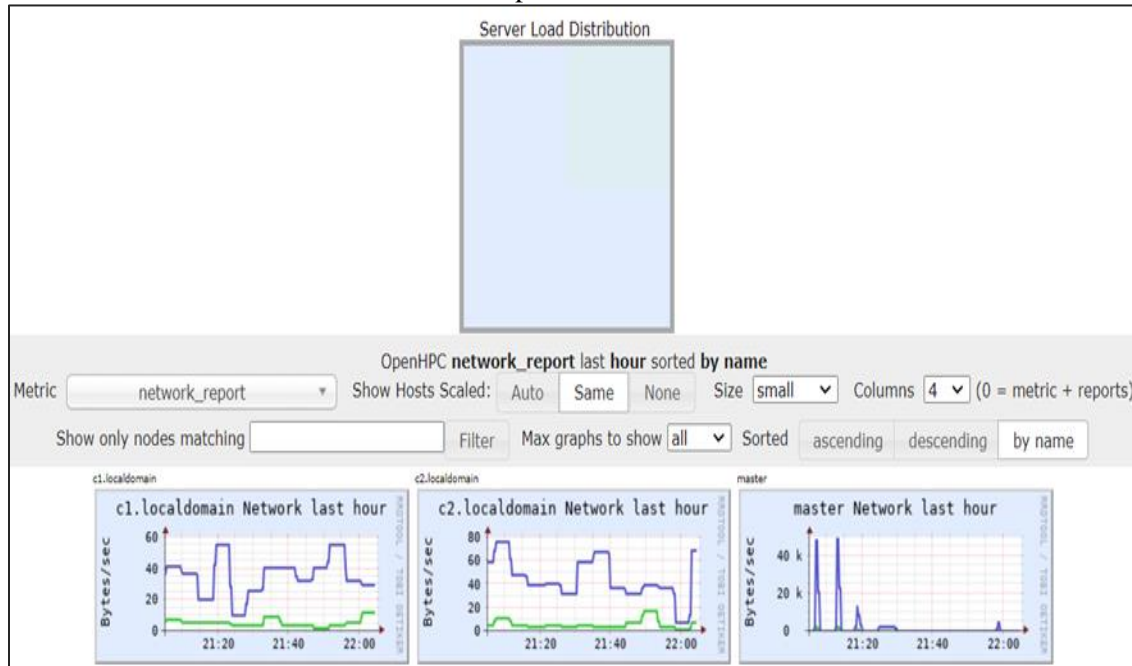 Server Load Distribution
OpenHPC network_report last hour sorted by name
Metric network_report Show Hosts Scaled: Auto Same None Size small Columns 4 (0 = metric + reports)
Show only nodes matching Filter Max graphs to show all Sorted ascending descending by name
c1.localdomain
c1.localdomain Network last hour
Bytes/sec
60
40
20
0
21:20 21:40 22:00
RRDTOOL / TOBI OETIKER
c2.localdomain
c2.localdomain Network last hour
Bytes/sec
80
60
40
20
0
21:20 21:40 22:00
RRDTOOL / TOBI OETIKER
master
master Network last hour
Bytes/sec
40 k
20 k
0
21:20 21:40 22:00
RRDTOOL / TOBI OETIKER